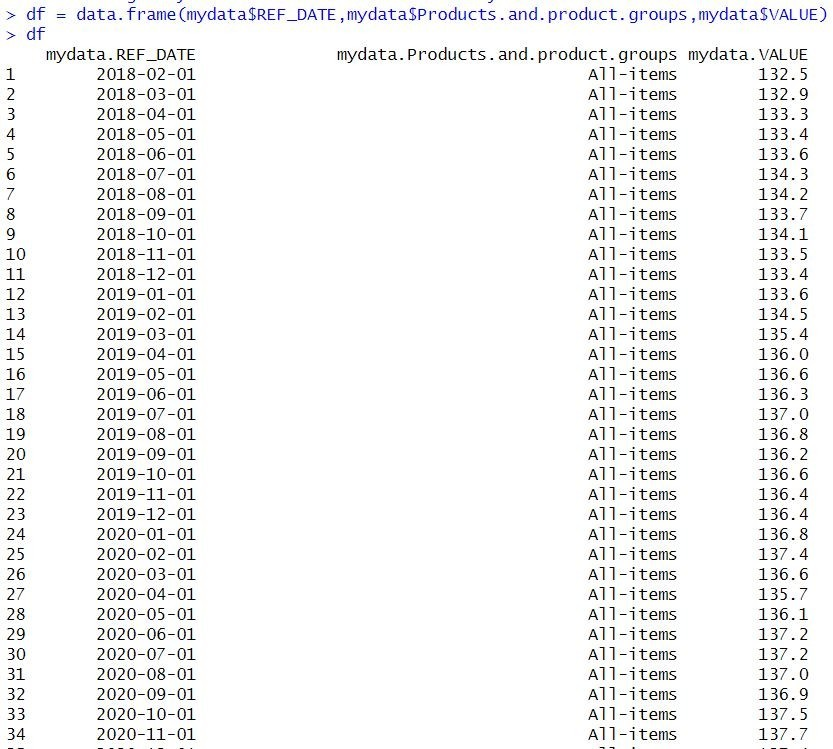 > df = data.frame(mydata$REF_DATE,mydata$Products.and.product.groups,mydata$VALUE)
> df
mydata.REF_DATE mydata.Products.and.product.groups mydata.VALUE
1 2018-02-01 All-items 132.5
2 2018-03-01 All-items 132.9
3 2018-04-01 All-items 133.3
4 2018-05-01 All-items 133.4
5 2018-06-01 All-items 133.6
6 2018-07-01 All-items 134.3
7 2018-08-01 All-items 134.2
8 2018-09-01 All-items 133.7
9 2018-10-01 All-items 134.1
10 2018-11-01 All-items 133.5
11 2018-12-01 All-items 133.4
12 2019-01-01 All-items 133.6
13 2019-02-01 All-items 134.5
14 2019-03-01 All-items 135.4
15 2019-04-01 All-items 136.0
16 2019-05-01 All-items 136.6
17 2019-06-01 All-items 136.3
18 2019-07-01 All-items 137.0
19 2019-08-01 All-items 136.8
20 2019-09-01 All-items 136.2
21 2019-10-01 All-items 136.6
22 2019-11-01 All-items 136.4
23 2019-12-01 All-items 136.4
24 2020-01-01 All-items 136.8
25 2020-02-01 All-items 137.4
26 2020-03-01 All-items 136.6
27 2020-04-01 All-items 135.7
28 2020-05-01 All-items 136.1
29 2020-06-01 All-items 137.2
30 2020-07-01 All-items 137.2
31 2020-08-01 All-items 137.0
32 2020-09-01 All-items 136.9
33 2020-10-01 All-items 137.5
34 2020-11-01 All-items 137.7